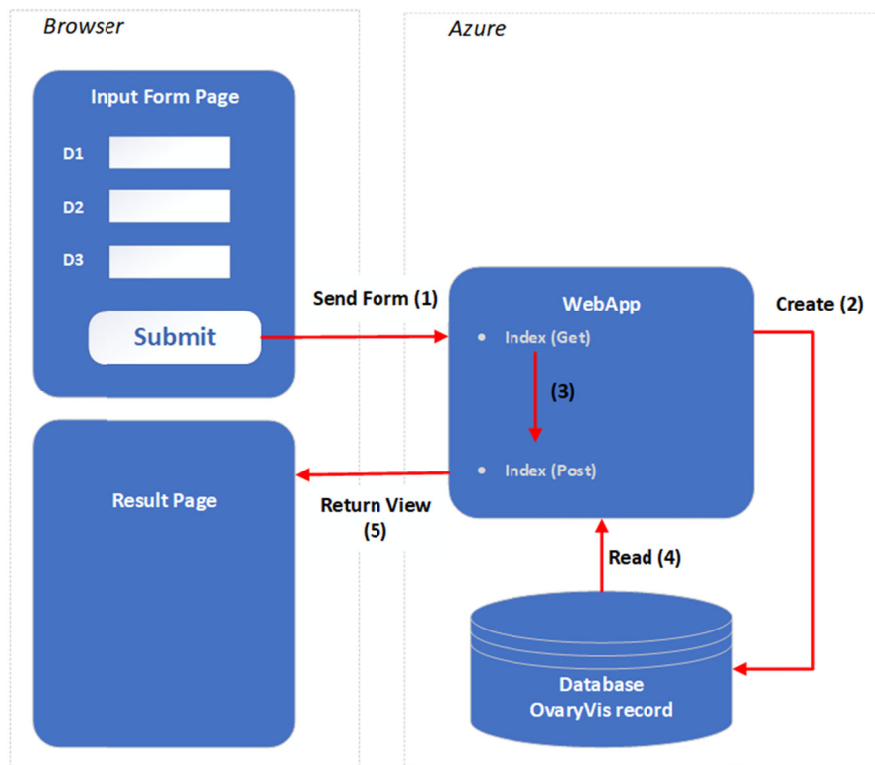 Browser
Azure
Input Form Page
D1
D2
D3
Submit
Send Form (1)
WebApp
• Index (Get)
(3)
• Index (Post)
Create (2)
Result Page
Return View
(5)
Read (4)
Database
OvaryVis record